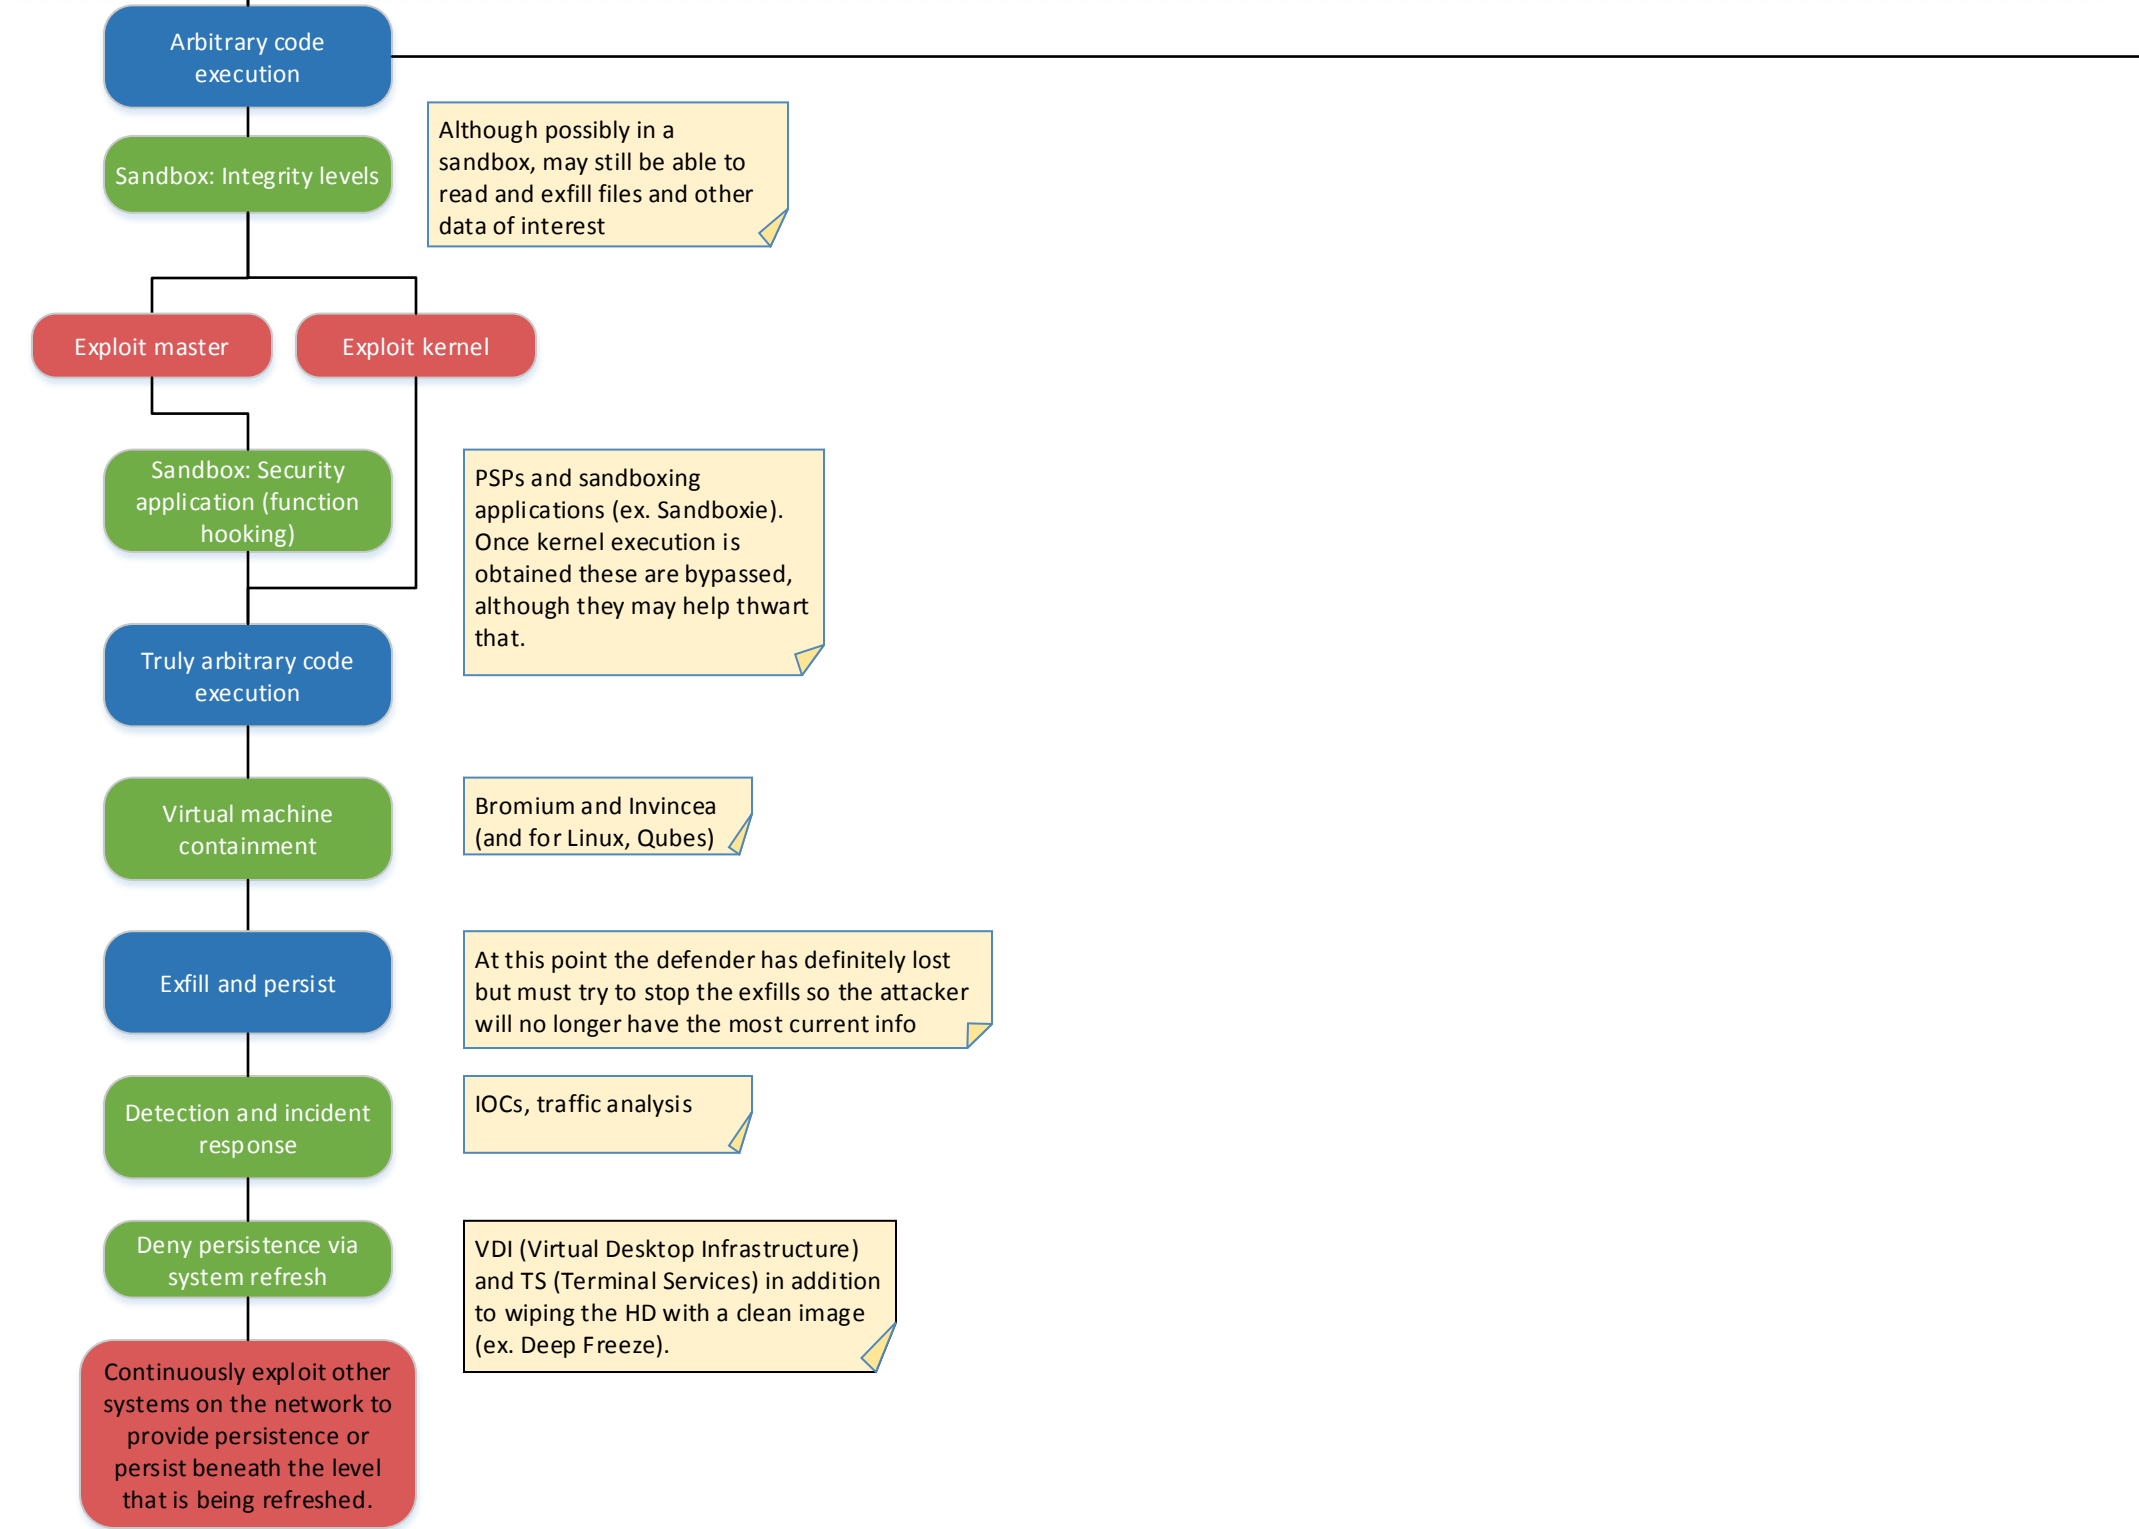 Arbitrary code
execution
Although possibly in a
sandbox, may still be able to
read and exfill files and other
data of interest
Sandbox: Integrity levels
Exploit master
Exploit kernel
Sandbox: Security
application (function
hooking)
PSPs and sandboxing
applications (ex. Sandboxie).
Once kernel execution is
obtained these are bypassed,
although they may help thwart
that.
Truly arbitrary code
execution
Virtual machine
containment
Bromium and Invincea
(and for Linux, Qubes)
Exfill and persist
At this point the defender has definitely lost
but must try to stop the exfills so the attacker
will no longer have the most current info
Detection and incident
response
IOCs, traffic analysis
Deny persistence via
system refresh
VDI (Virtual Desktop Infrastructure)
and TS (Terminal Services) in addition
to wiping the HD with a clean image
(ex. Deep Freeze).
Continuously exploit other
systems on the network to
provide persistence or
persist beneath the level
that is being refreshed.